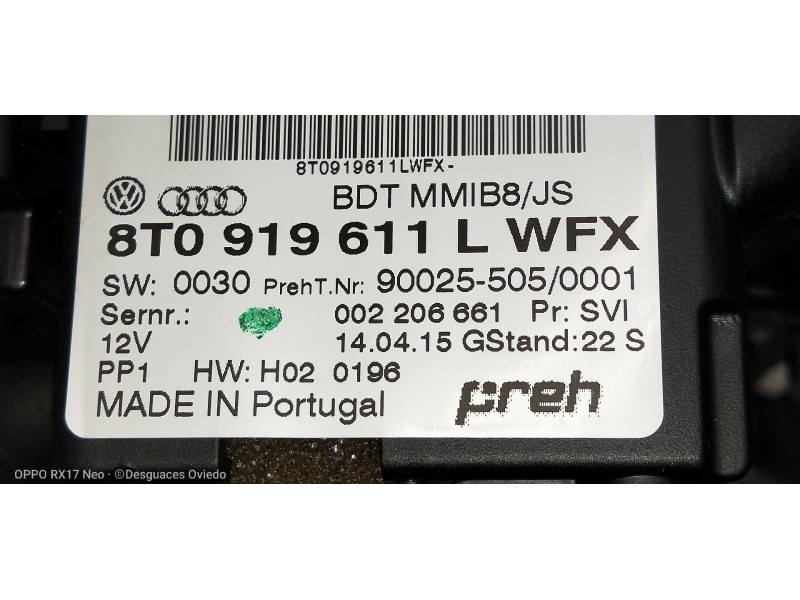 8T0919611LWFX-
BDT MMIB8/JS
8T0 919 611 L WFX
SW: 0030 PrehT.Nr: 90025-505/0001
Sernr.: 002 206 661 Pr: SVI
12V 14.04.15 GStand:22 S
PP1 HW: H02 0196
MADE IN Portugal preh
OPPO RX17 Neo · ©Desguaces Oviedo